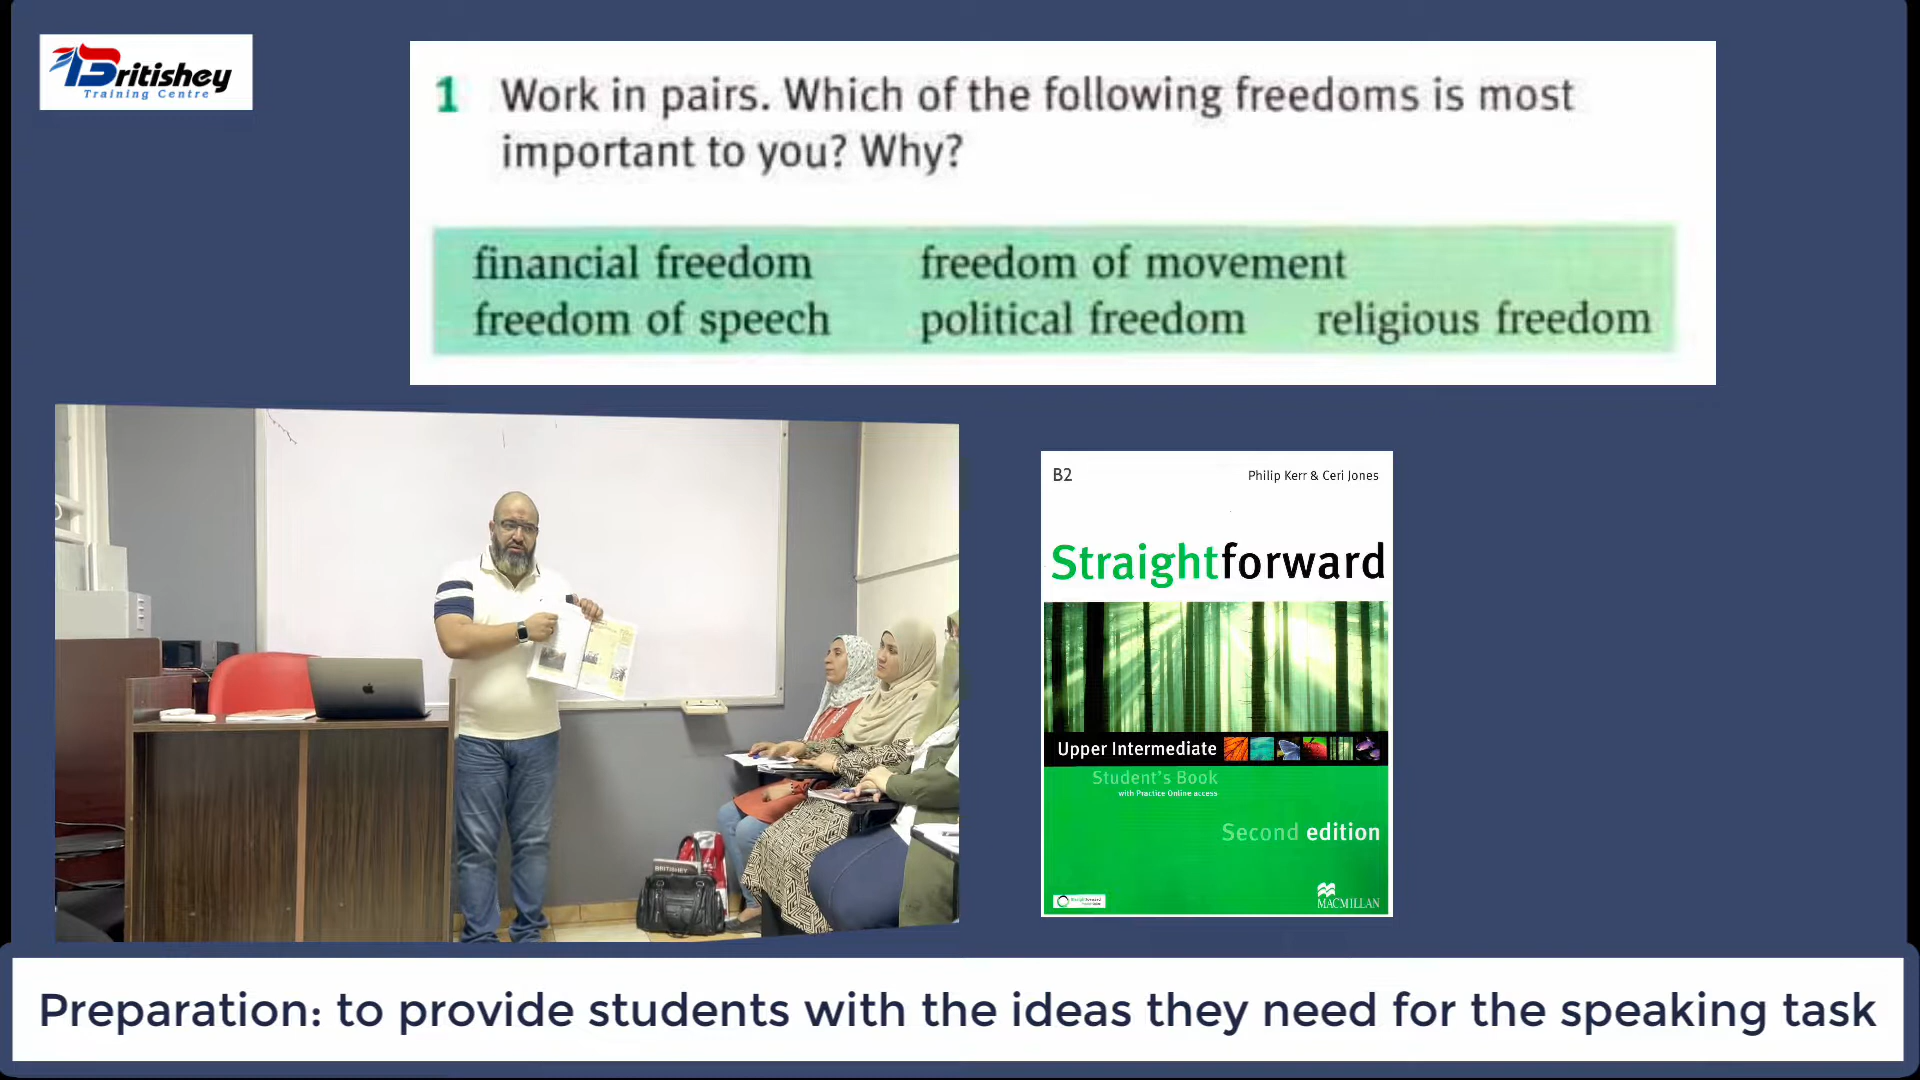 Britishey
Training Centre
1 Work in pairs. Which of the following freedoms is most
important to you? Why?
financial freedom freedom of movement
freedom of speech political freedom religious freedom
BRITISHEY
B2 Philip Kerr & Ceri Jones
Straightforward
Upper Intermediate
Student's Book
with Practice Online access
Second edition
MACMILLAN
Preparation: to provide students with the ideas they need for the speaking task